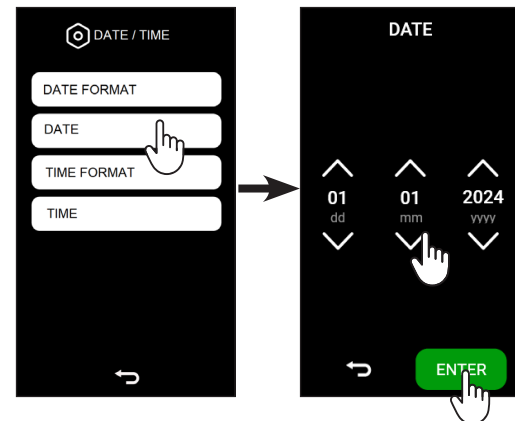 DATE / TIME
DATE FORMAT
DATE
TIME FORMAT
TIME
DATE
01 01 2024
dd mm yyyy
ENTER